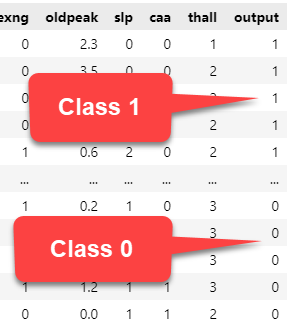 exng oldpeak slp caa thall output
0 2.3 0 0 1 1
0 3.5 0 0 2 1
0 2 1
Class 1
0 2 1
1 0.6 2 0 2 1
... ... ... ... ... ...
1 0.2 1 0 3 0
3 0
Class 0
3 0
1 1.2 1 1 3 0
0 0.0 1 1 2 0